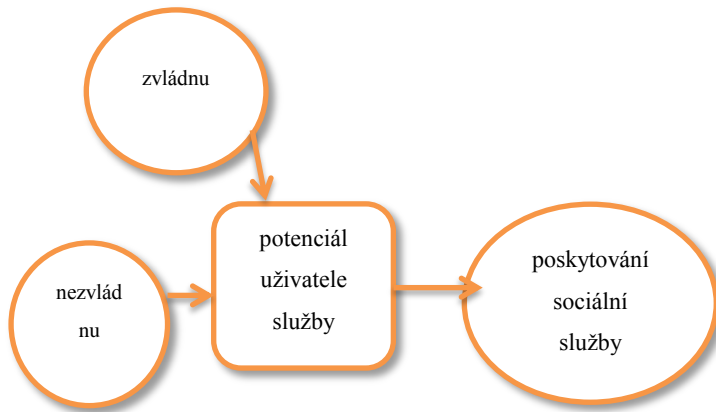 zvládnu
nezvlád
nu
potenciál
uživatele
služby
poskytování
sociální
služby